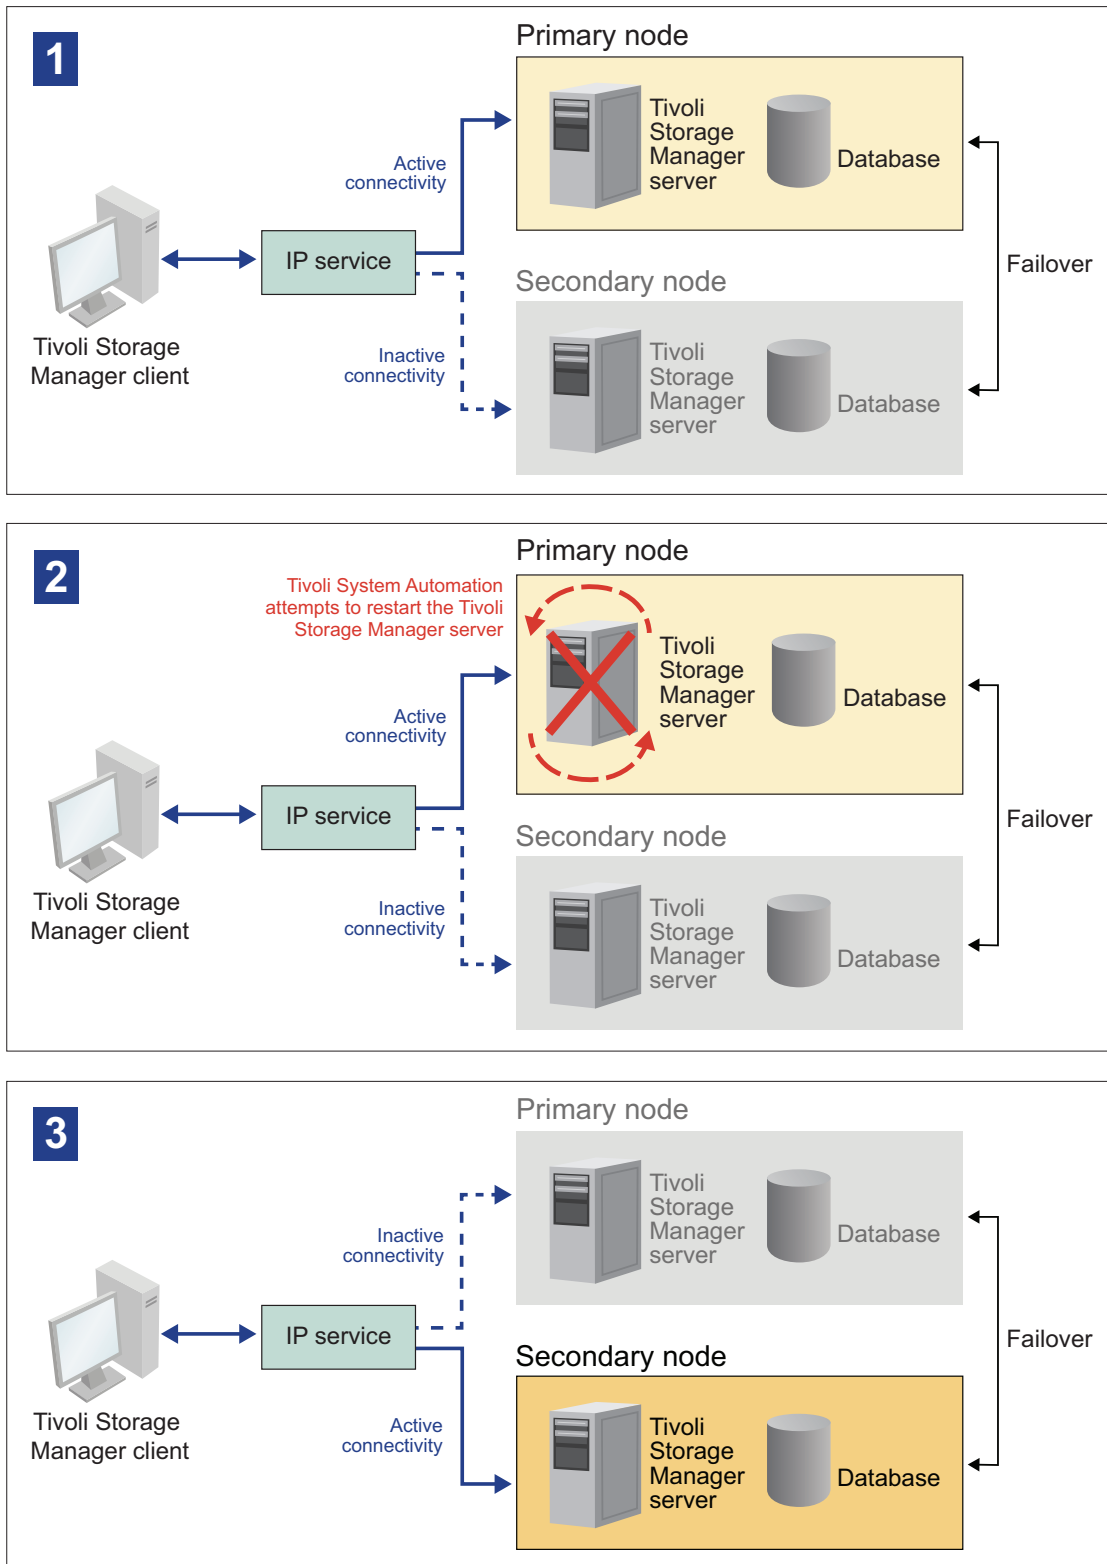 1
Primary node
Tivoli
Storage
Manager
server
Database
Active
connectivity
IP service
Failover
Secondary node
Tivoli Storage
Manager client
Inactive
connectivity
Tivoli
Storage
Manager
server
Database
2
Primary node
Tivoli System Automation
attempts to restart the Tivoli
Storage Manager server
Tivoli
Storage
Manager
server
Database
Active
connectivity
IP service
Failover
Secondary node
Tivoli Storage
Manager client
Inactive
connectivity
Tivoli
Storage
Manager
server
Database
3
Primary node
Tivoli
Storage
Manager
server
Database
Inactive
connectivity
IP service
Failover
Secondary node
Tivoli Storage
Manager client
Active
connectivity
Tivoli
Storage
Manager
server
Database